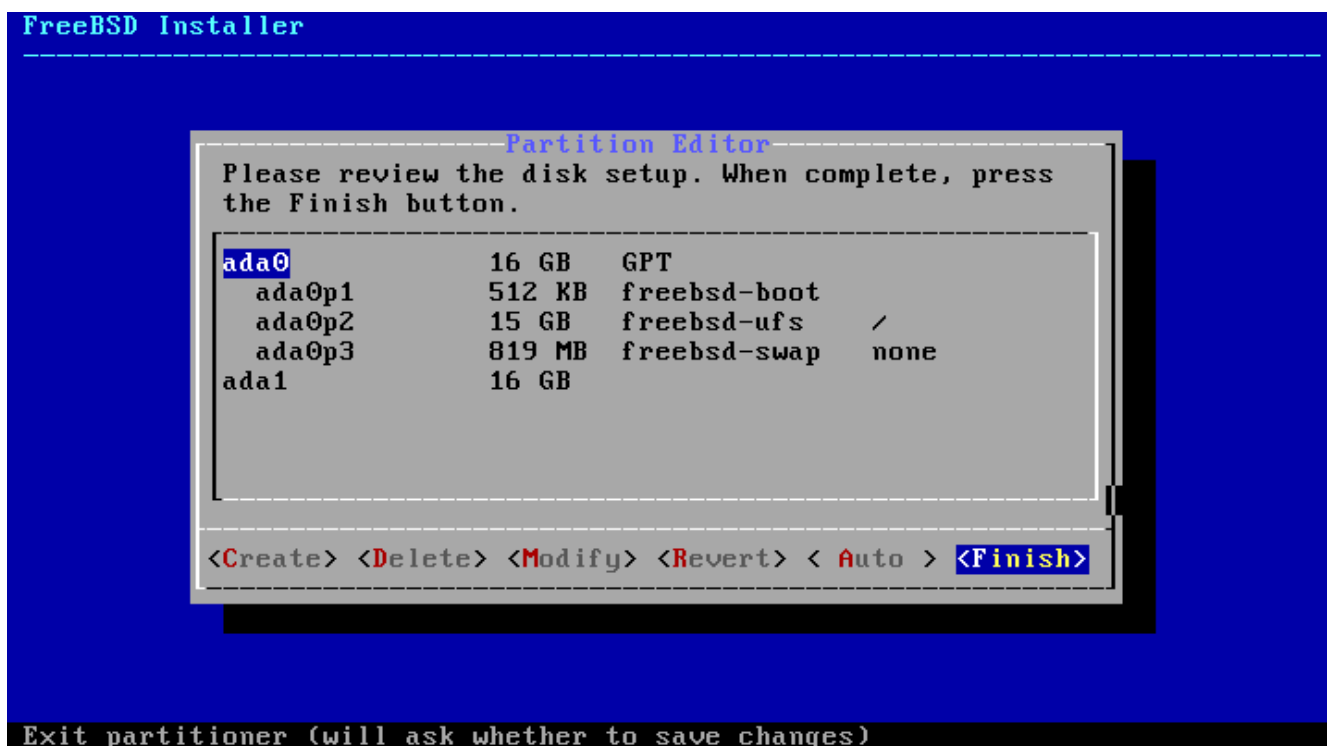 FreeBSD Installer
Partition Editor
Please review the disk setup. When complete, press
the Finish button.
ada0 16 GB GPT
ada0p1 512 KB freebsd-boot
ada0p2 15 GB freebsd-ufs /
ada0p3 819 MB freebsd-swap none
ada1 16 GB
<Create> <Delete> <Modify> <Revert> < Auto > <Finish>
Exit partitioner (will ask whether to save changes)